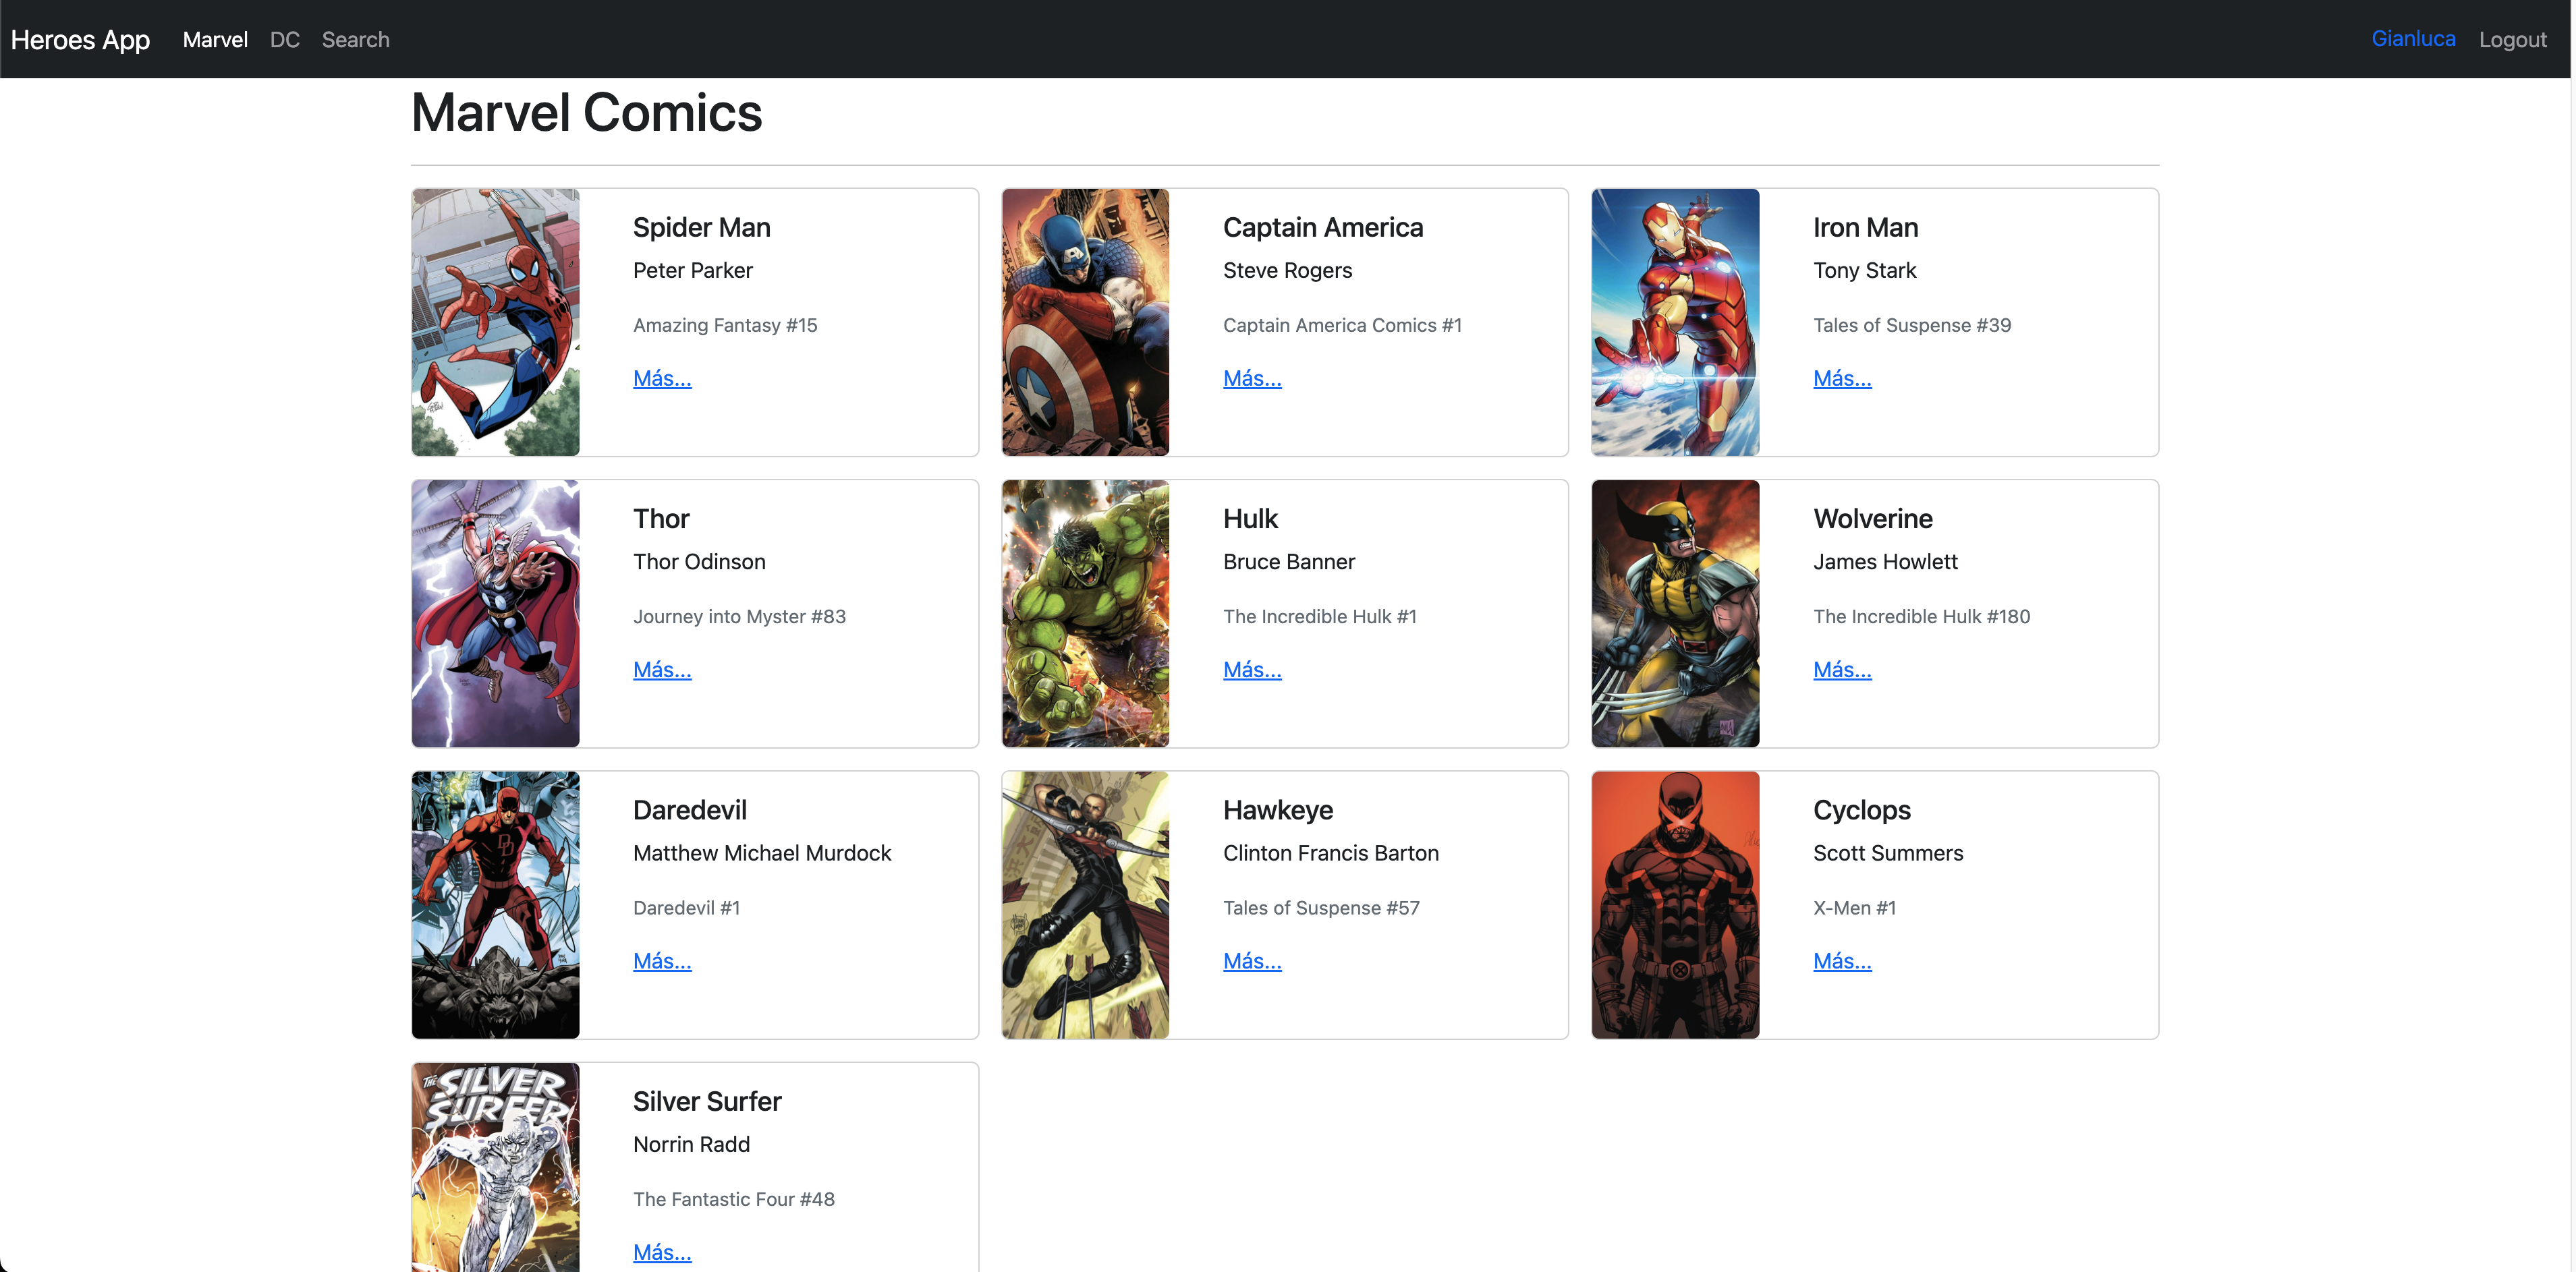 Heroes App Marvel DC Search Gianluca Logout
Marvel Comics
Spider Man
Peter Parker
Amazing Fantasy #15
Más...
Captain America
Steve Rogers
Captain America Comics #1
Más...
Iron Man
Tony Stark
Tales of Suspense #39
Más...
Thor
Thor Odinson
Journey into Myster #83
Más...
Hulk
Bruce Banner
The Incredible Hulk #1
Más...
Wolverine
James Howlett
The Incredible Hulk #180
Más...
DD
Daredevil
Matthew Michael Murdock
Daredevil #1
Más...
Hawkeye
Clinton Francis Barton
Tales of Suspense #57
Más...
Cyclops
Scott Summers
X-Men #1
Más...
THE SILVER
SURFER
Silver Surfer
Norrin Radd
The Fantastic Four #48
Más...